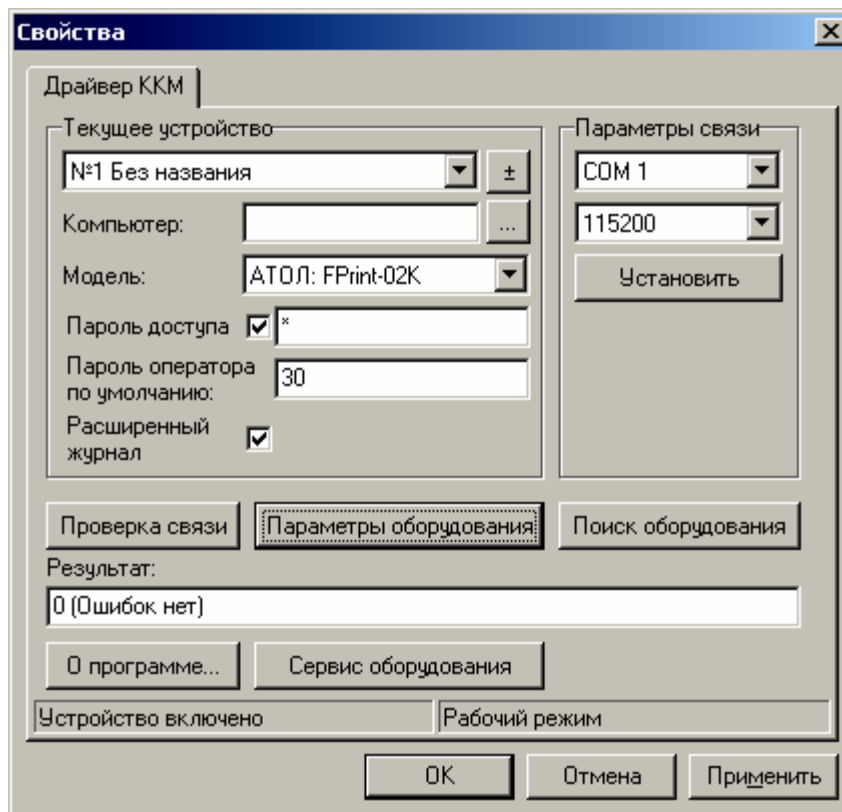 Свойства
Драйвер ККМ
Текущее устройство
Параметры связи
№1 Без названия
±
COM 1
Компьютер:
...
115200
Модель:
АТОЛ: FPrint-02K
Установить
Пароль доступа
*
Пароль оператора
по умолчанию:
30
Расширенный
журнал
Проверка связи
Параметры оборудования
Поиск оборудования
Результат:
0 (Ошибок нет)
О программе...
Сервис оборудования
Устройство включено
Рабочий режим
OK
Отмена
Применить